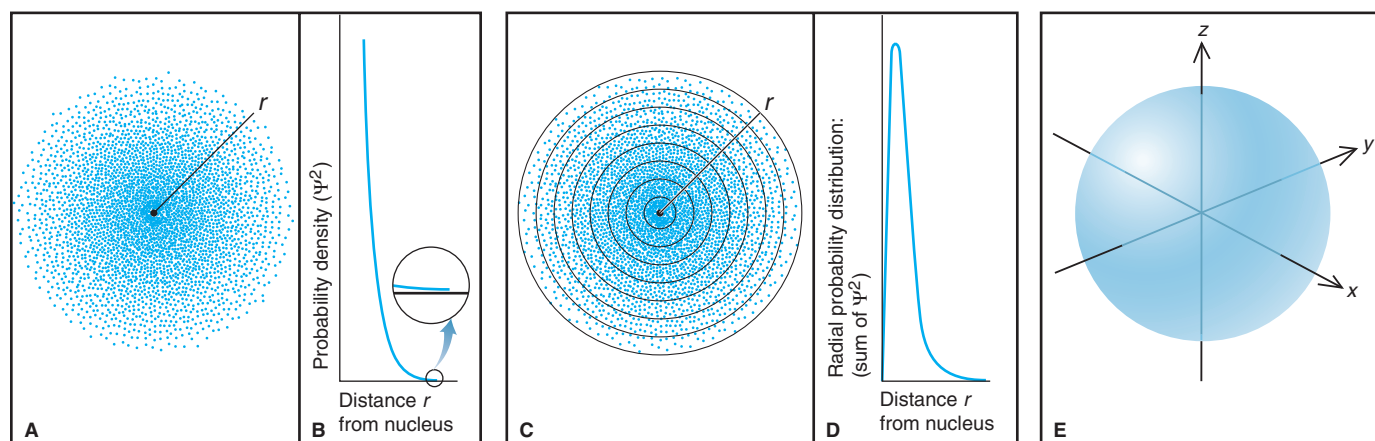 r
A
Probability density (Ψ²)
Distance r
from nucleus
B
r
C
Radial probability distribution:
(sum of Ψ²)
Distance r
from nucleus
D
z
y
x
E